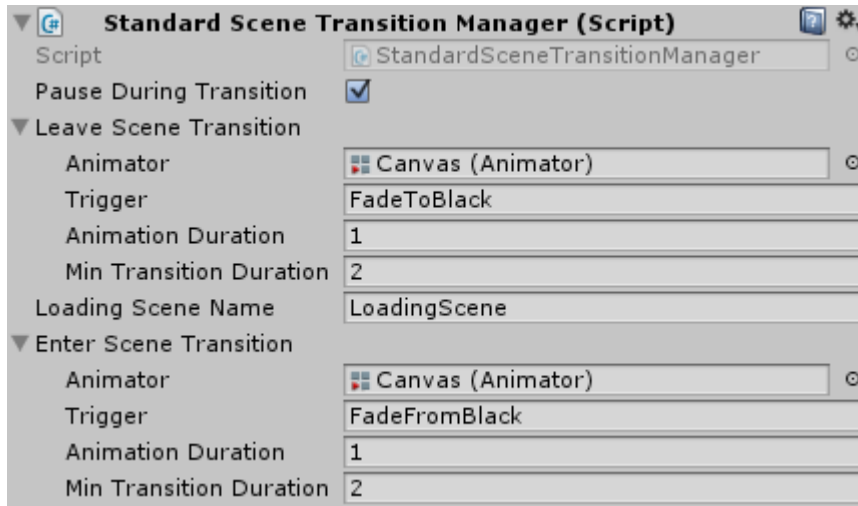 Standard Scene Transition Manager (Script)
Script StandardSceneTransitionManager
Pause During Transition
Leave Scene Transition
Animator Canvas (Animator)
Trigger FadeToBlack
Animation Duration 1
Min Transition Duration 2
Loading Scene Name LoadingScene
Enter Scene Transition
Animator Canvas (Animator)
Trigger FadeFromBlack
Animation Duration 1
Min Transition Duration 2